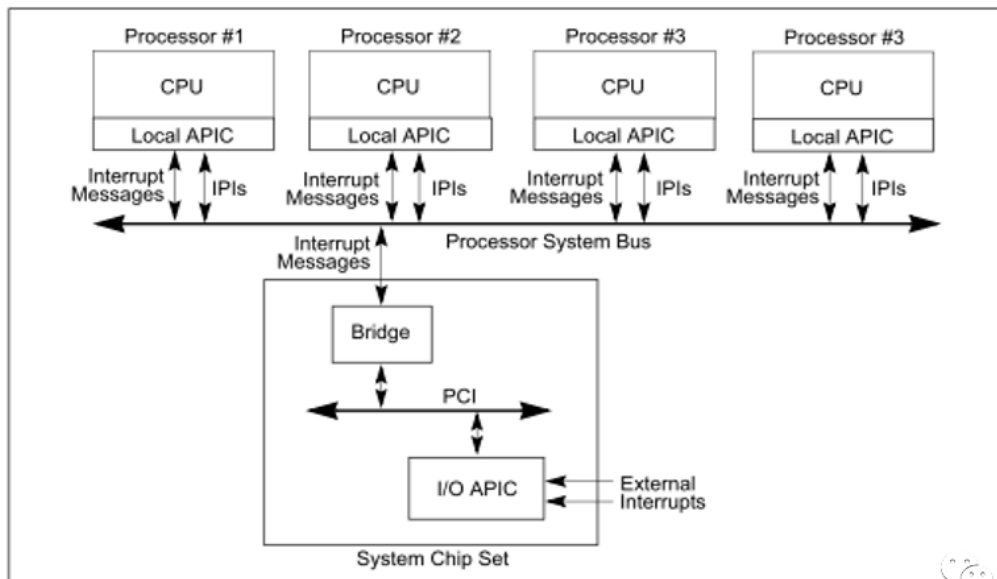 Processor #1
Processor #2
Processor #3
Processor #3
CPU
CPU
CPU
CPU
Local APIC
Local APIC
Local APIC
Local APIC
Interrupt
Messages
IPIs
Interrupt
Messages
IPIs
Interrupt
Messages
IPIs
Interrupt
Messages
IPIs
Processor System Bus
Interrupt
Messages
Bridge
PCI
I/O APIC
External
Interrupts
System Chip Set